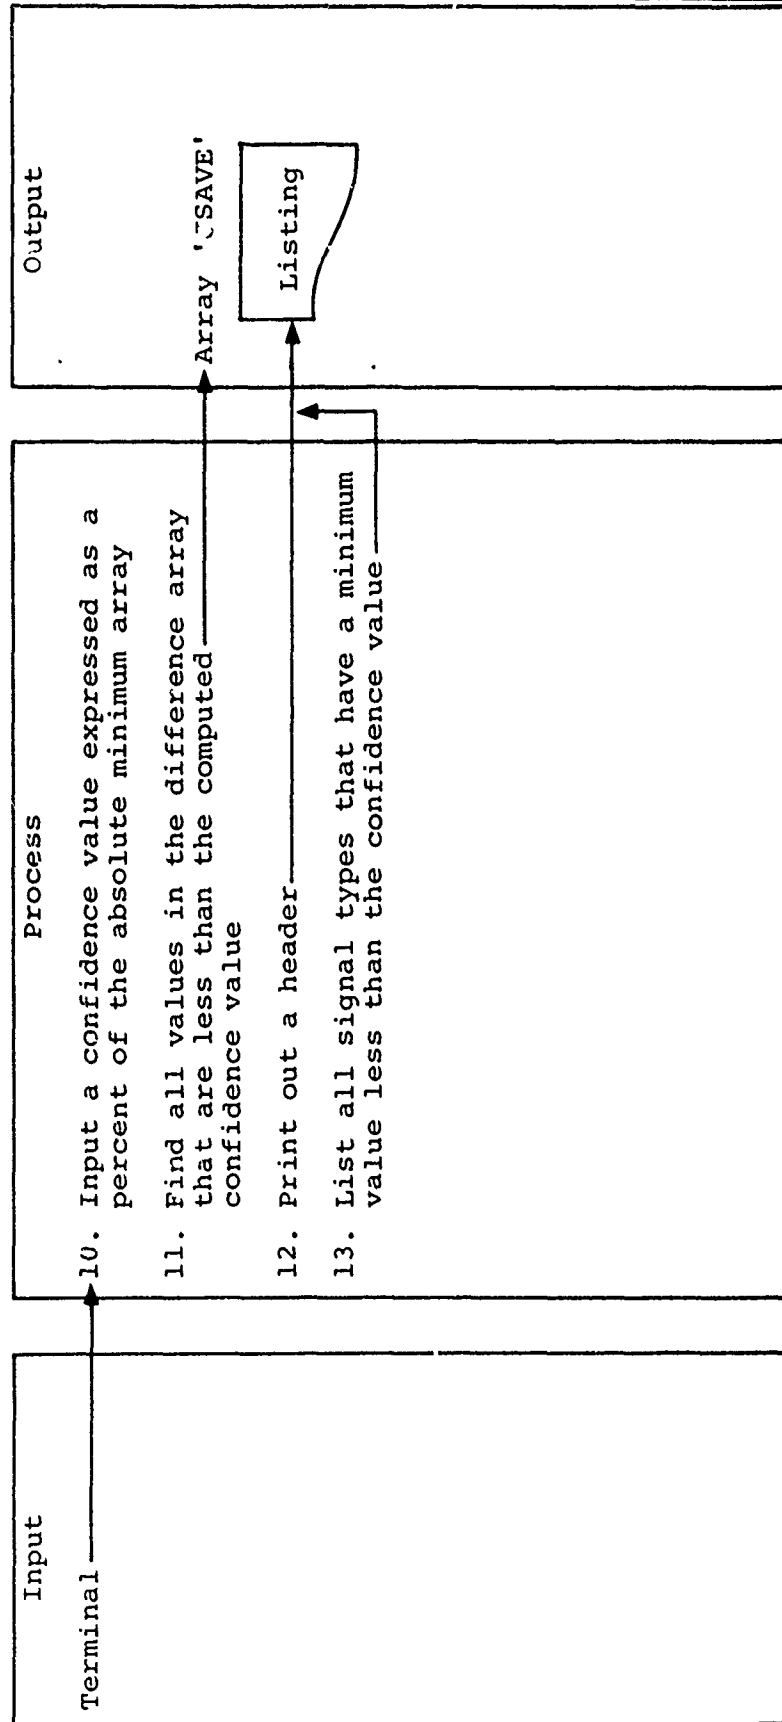 Input
Terminal
Process
10. Input a confidence value expressed as a
percent of the absolute minimum array
11. Find all values in the difference array
that are less than the computed
confidence value
12. Print out a header
13. List all signal types that have a minimum
value less than the confidence value
Output
Array
Listing